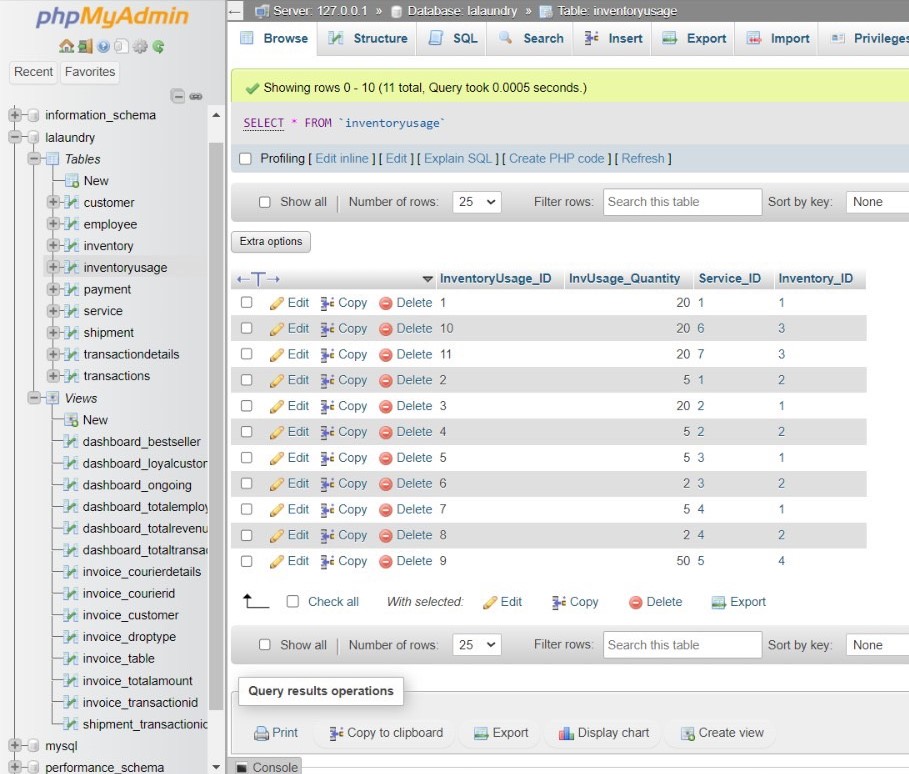 phpMyAdmin
Recent Favorites
information_schema
lalaundry
Tables
New
customer
employee
inventory
inventoryusage
payment
service
shipment
transactiondetails
transactions
Views
New
dashboard_bestseller
dashboard_loyalcustor
dashboard_ongoing
dashboard_totalemploy
dashboard_totalrevenu
dashboard_totaltransac
invoice_courierdetails
invoice_courierid
invoice_customer
invoice_droptype
invoice_table
invoice_totalamount
invoice_transactionid
shipment_transactionic
mysql
performance_schema
Server: 127.0.0.1 » Database: lalaundry » Table: inventoryusage
Browse Structure SQL Search Insert Export Import Privileges
Showing rows 0 - 10 (11 total, Query took 0.0005 seconds.)
SELECT * FROM `inventoryusage`
Profiling [ Edit inline ] [ Edit ] [ Explain SQL ] [ Create PHP code ] [ Refresh ]
Show all Number of rows: 25 Filter rows: Search this table Sort by key: None
Extra options
InventoryUsage_ID InvUsage_Quantity Service_ID Inventory_ID
Edit Copy Delete 1 20 1 1
Edit Copy Delete 10 20 6 3
Edit Copy Delete 11 20 7 3
Edit Copy Delete 2 5 1 2
Edit Copy Delete 3 20 2 1
Edit Copy Delete 4 5 2 2
Edit Copy Delete 5 5 3 1
Edit Copy Delete 6 2 3 2
Edit Copy Delete 7 5 4 1
Edit Copy Delete 8 2 4 2
Edit Copy Delete 9 50 5 4
Check all With selected: Edit Copy Delete Export
Show all Number of rows: 25 Filter rows: Search this table Sort by key: None
Query results operations
Print Copy to clipboard Export Display chart Create view
Console